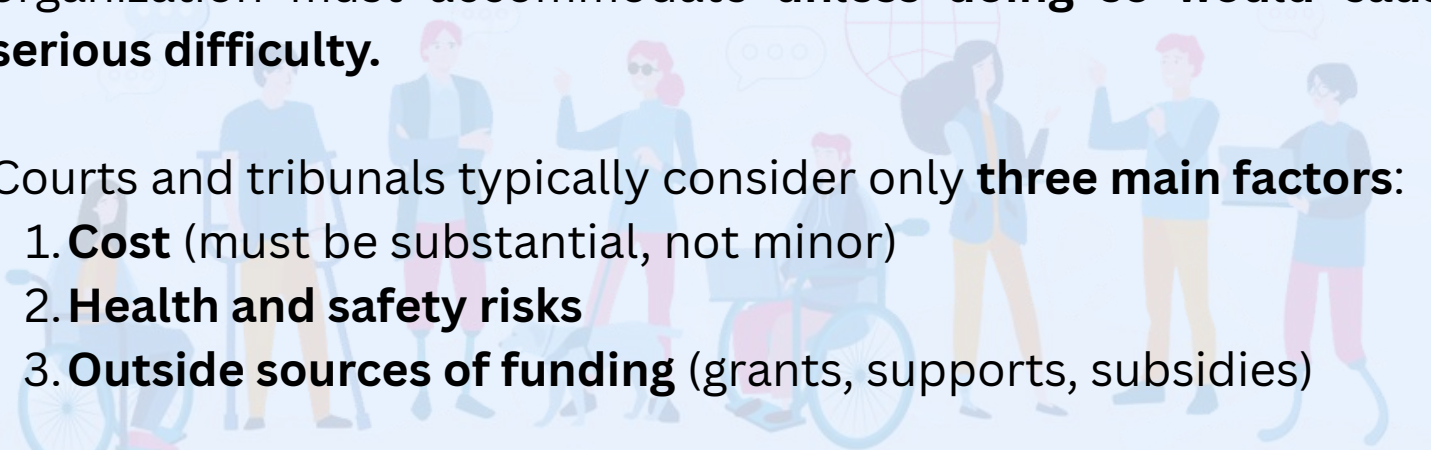 organization must accommodate unless doing so would cause
serious difficulty.
Courts and tribunals typically consider only three main factors:
1. Cost (must be substantial, not minor)
2. Health and safety risks
3. Outside sources of funding (grants, supports, subsidies)